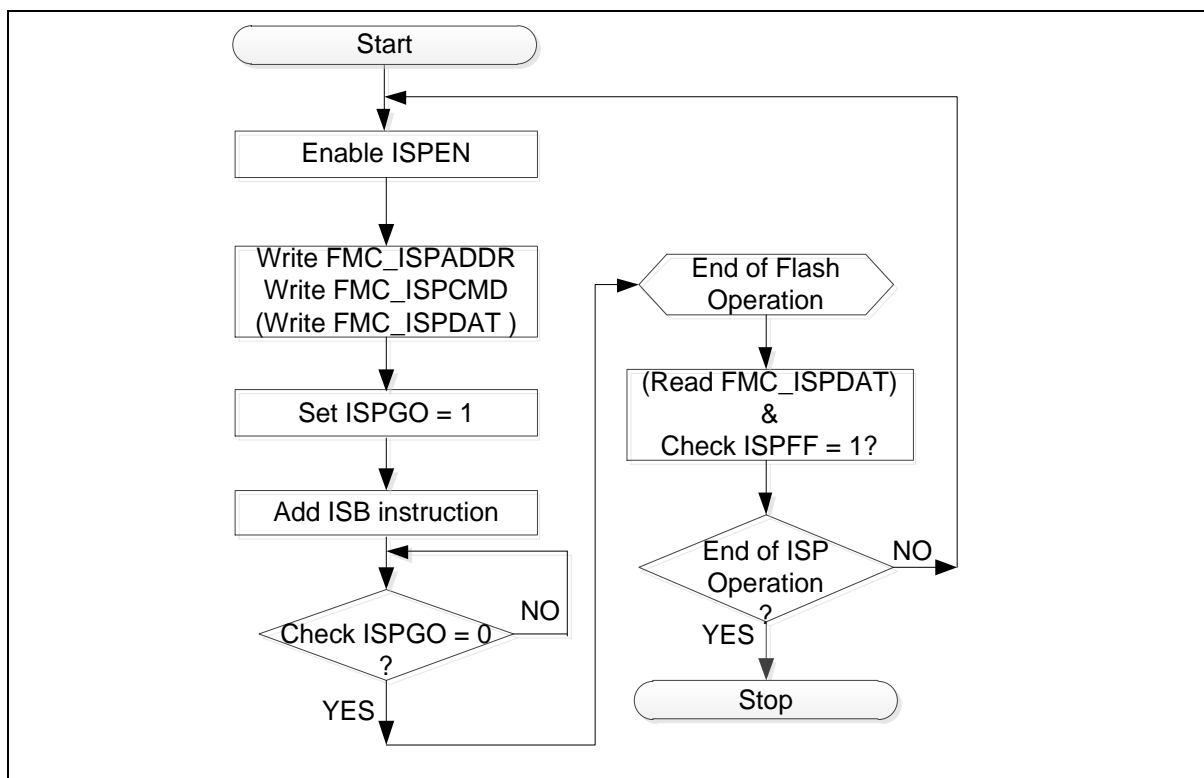 Start
Enable ISPEN
Write FMC_ISPADDR
Write FMC_ISPCMD
(Write FMC_ISPDAT )
Set ISPGO = 1
Add ISB instruction
Check ISPGO = 0
?
NO
YES
End of Flash
Operation
(Read FMC_ISPDAT)
&
Check ISPFF = 1?
End of ISP
Operation
?
NO
YES
Stop